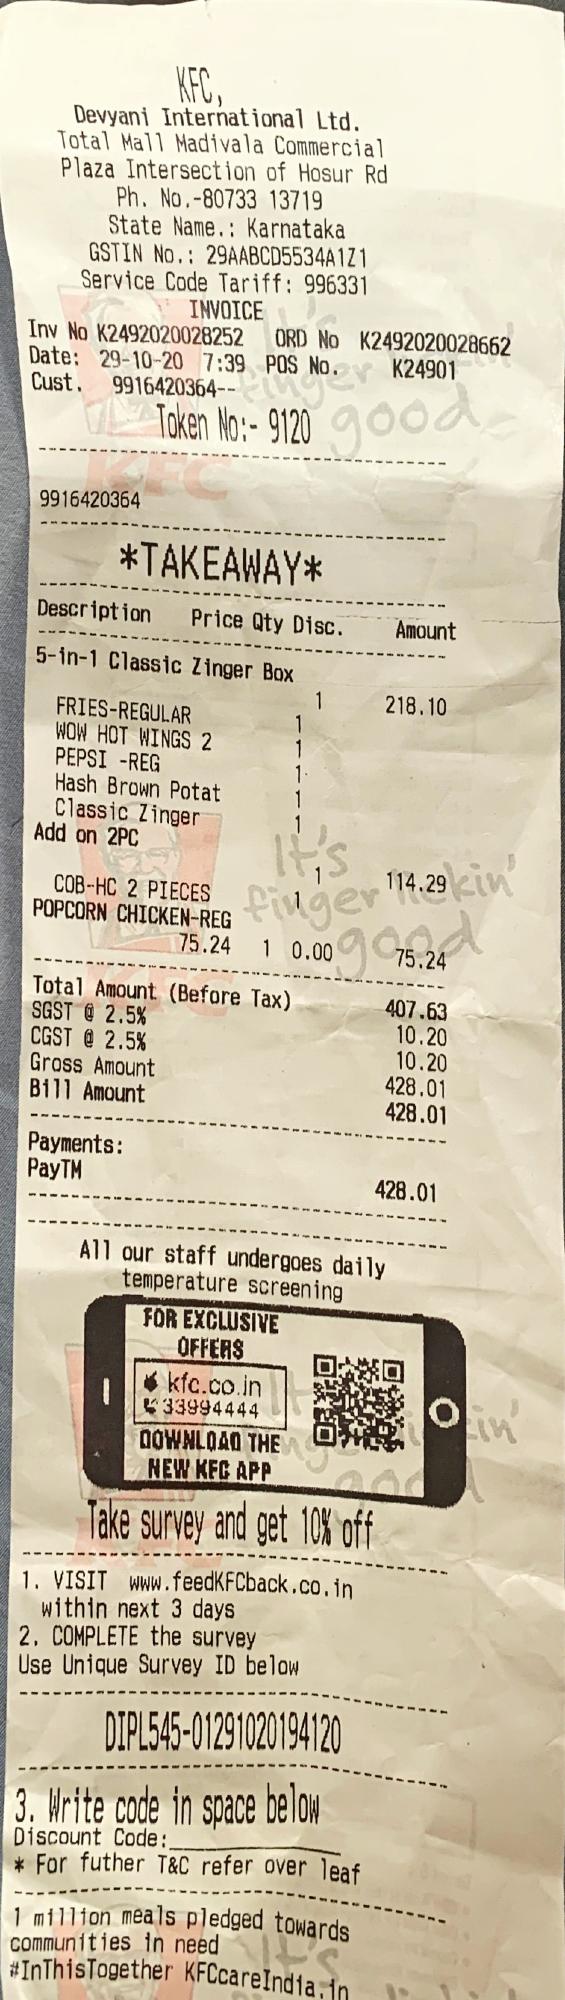 KFC,
Devyani International Ltd.
Total Mall Madivala Commercial
Plaza Intersection of Hosur Rd
Ph. No.-80733 13719
State Name.: Karnataka
GSTIN No.: 29AABCD5534A1Z1
Service Code Tariff: 996331
INVOICE
Inv No K2492020028252 ORD No K2492020028662
Date: 29-10-20 7:39 POS No. K24901
Cust. 9916420364--
Token No:- 9120
It's
finger lickin'
good
KFC
9916420364
*TAKEAWAY*
Description Price Qty Disc. Amount
5-in-1 Classic Zinger Box
1 218.10
FRIES-REGULAR 1
WOW HOT WINGS 2 1
PEPSI -REG 1
Hash Brown Potat 1
Classic Zinger 1
Add on 2PC
1 114.29
COB-HC 2 PIECES 1
POPCORN CHICKEN-REG
75.24 1 0.00 75.24
It's
finger lickin'
good
KFC
Total Amount (Before Tax) 407.63
SGST @ 2.5% 10.20
CGST @ 2.5% 10.20
Gross Amount 428.01
Bill Amount 428.01
Payments:
PayTM 428.01
All our staff undergoes daily
temperature screening
FOR EXCLUSIVE
OFFERS
kfc.co.in
33994444
DOWNLOAD THE
NEW KFC APP
Take survey and get 10% off
1. VISIT www.feedKFCback.co.in
within next 3 days
2. COMPLETE the survey
Use Unique Survey ID below
DIPL545-01291020194120
3. Write code in space below
Discount Code:
* For futher T&C refer over leaf
1 million meals pledged towards
communities in need
#InThisTogether KFCcareIndia.in